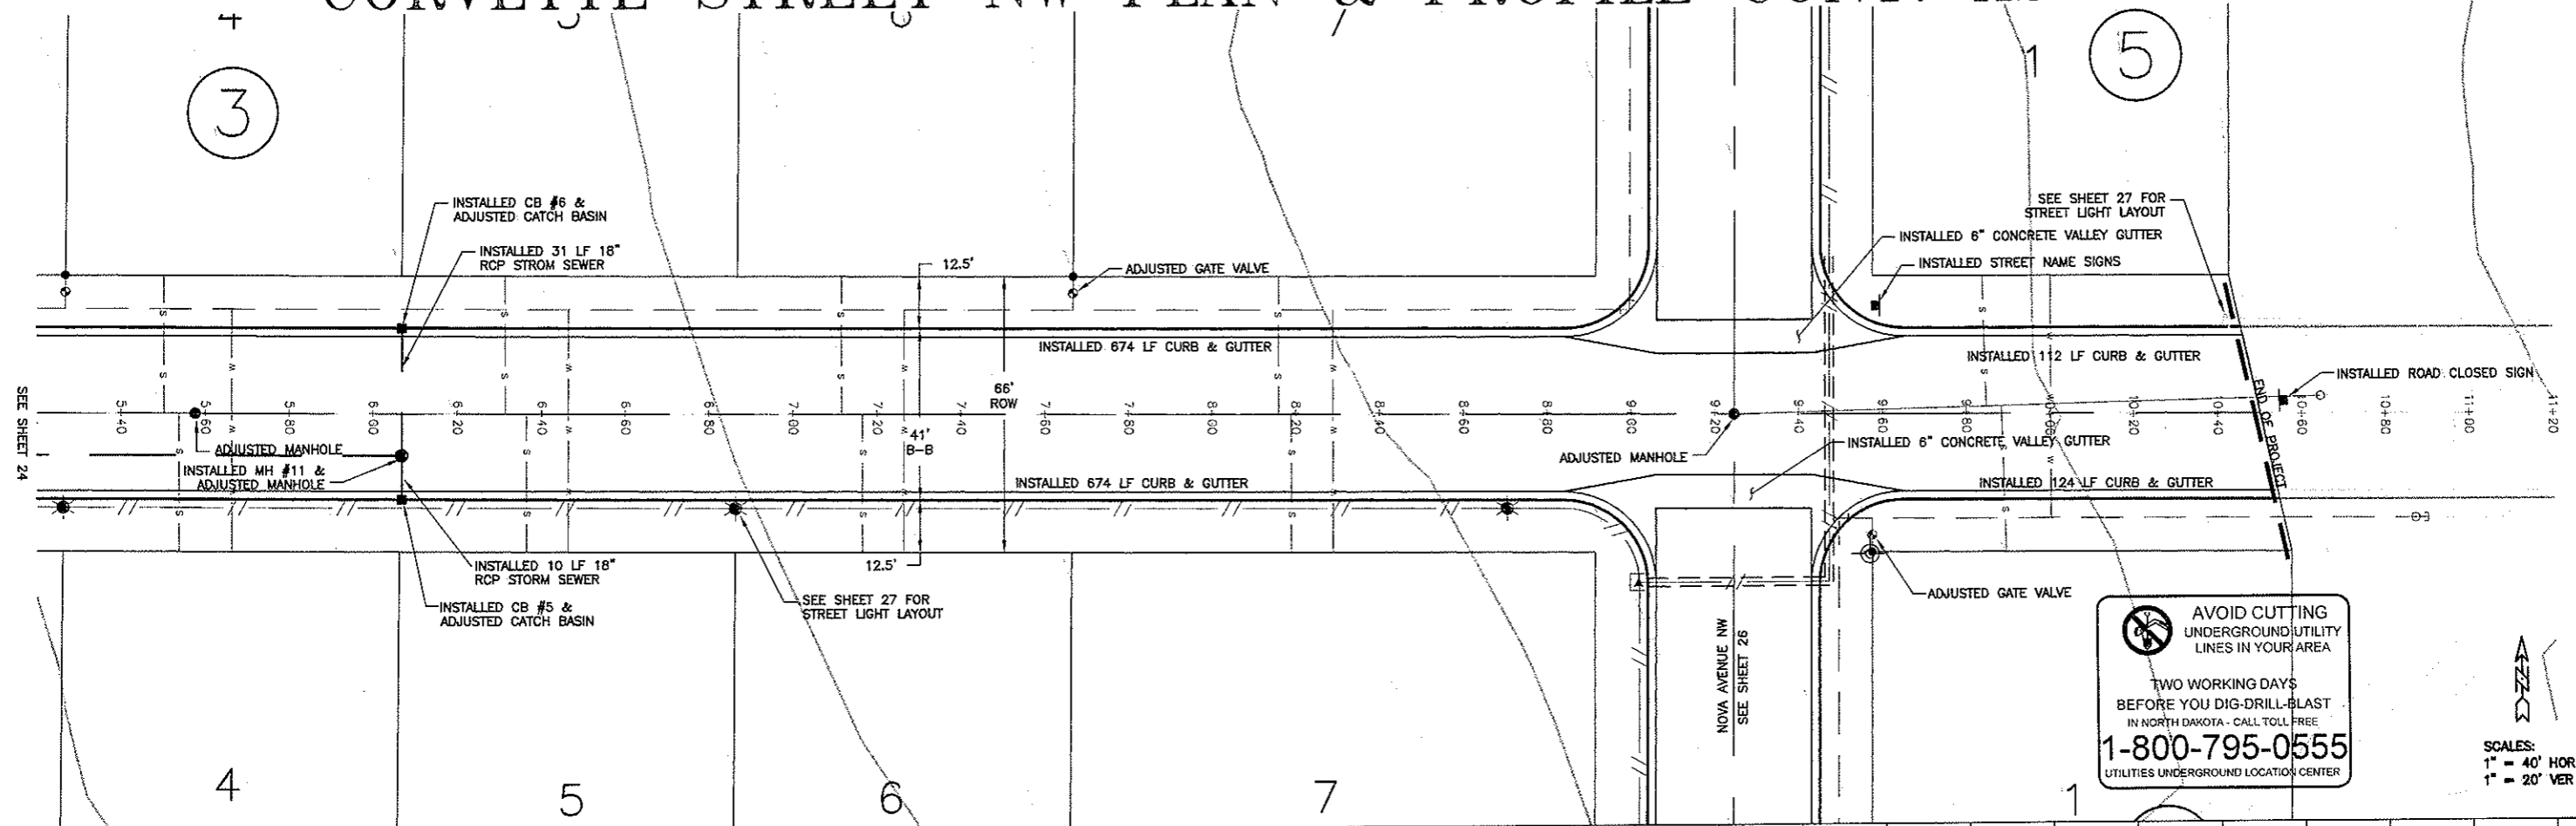 CORVETTE STREET NW PLAN & PROFILE
4
3
5
1
INSTALLED CB #6 &
ADJUSTED CATCH BASIN
INSTALLED 31 LF 18"
RCP STROM SEWER
12.5'
ADJUSTED GATE VALVE
SEE SHEET 27 FOR
STREET LIGHT LAYOUT
INSTALLED 6" CONCRETE VALLEY GUTTER
INSTALLED STREET NAME SIGNS
INSTALLED 674 LF CURB & GUTTER
INSTALLED 112 LF CURB & GUTTER
66'
ROW
INSTALLED ROAD CLOSED SIGN
END OF PROJECT
SEE SHEET 24
5+40
5+60
5+80
6+00
6+20
6+40
6+60
6+80
7+00
7+20
7+40
7+60
7+80
8+00
8+20
8+40
8+60
8+80
9+00
9+20
9+40
9+60
9+80
10+00
10+20
10+40
10+60
10+80
11+00
11+20
41'
B-B
ADJUSTED MANHOLE
INSTALLED MH #11 &
ADJUSTED MANHOLE
ADJUSTED MANHOLE
INSTALLED 6" CONCRETE VALLEY GUTTER
INSTALLED 674 LF CURB & GUTTER
INSTALLED 124 LF CURB & GUTTER
INSTALLED 10 LF 18"
RCP STORM SEWER
12.5'
INSTALLED CB #5 &
ADJUSTED CATCH BASIN
SEE SHEET 27 FOR
STREET LIGHT LAYOUT
ADJUSTED GATE VALVE
NOVA AVENUE NW
SEE SHEET 26
AVOID CUTTING
UNDERGROUND UTILITY
LINES IN YOUR AREA
TWO WORKING DAYS
BEFORE YOU DIG-DRILL-BLAST
IN NORTH DAKOTA - CALL TOLL FREE
1-800-795-0555
UTILITIES UNDERGROUND LOCATION CENTER
SCALES:
1" = 40' HOR
1" = 20' VER
4
5
6
7
1